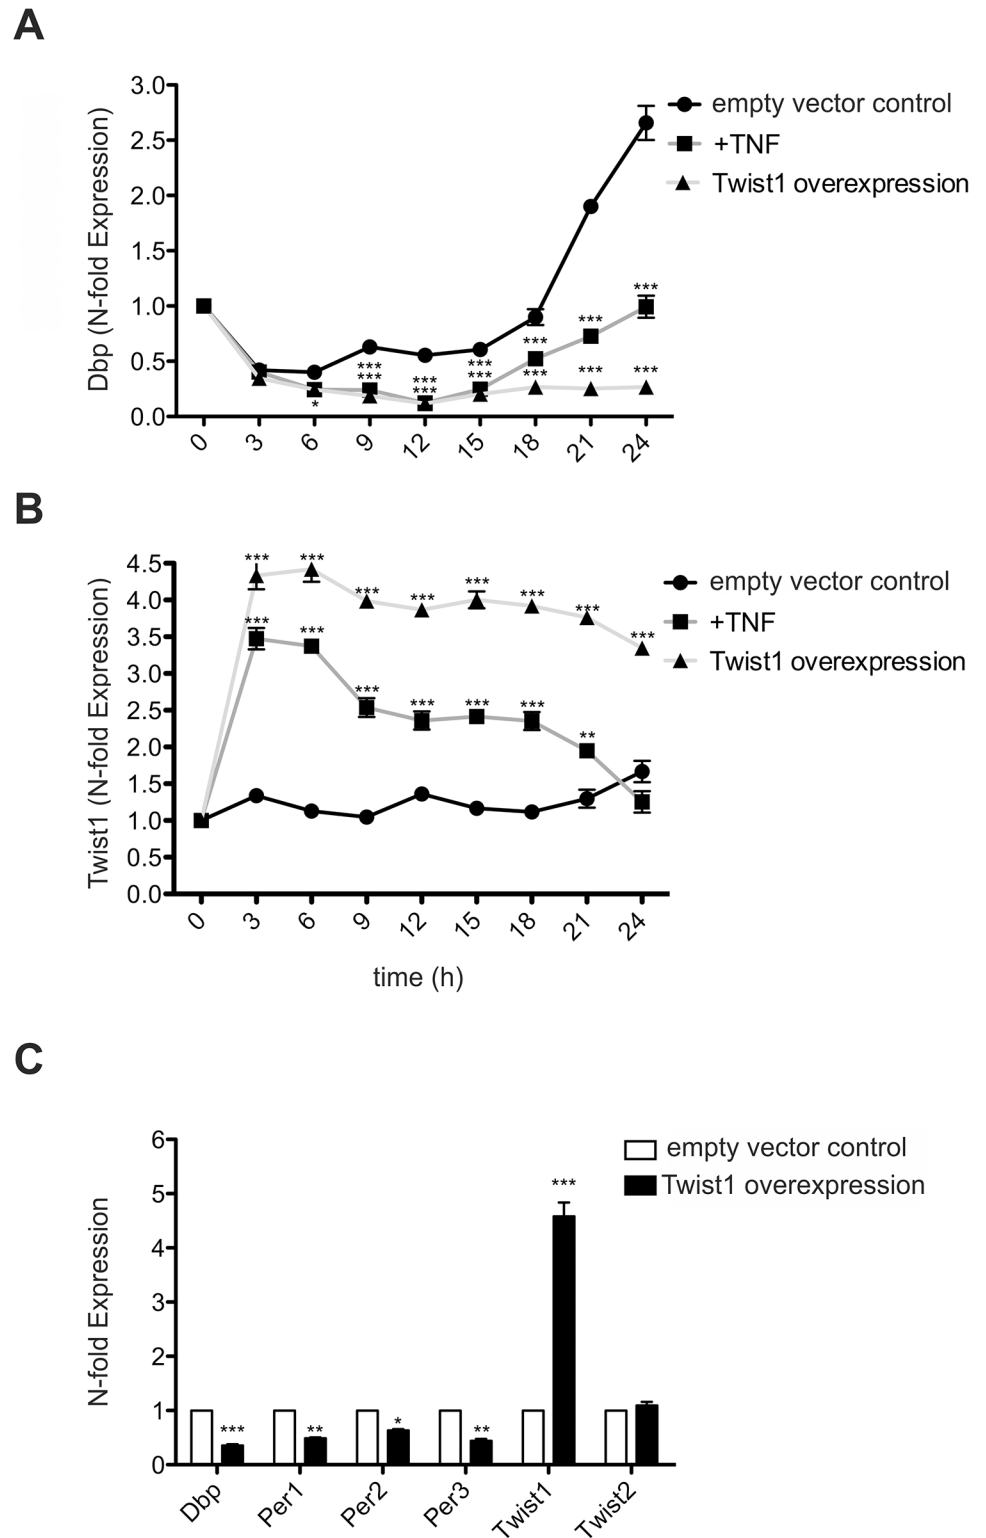 A
3.0
2.5
2.0
1.5
1.0
0.5
0.0
Dbp (N-fold Expression)
empty vector control
+TNF
Twist1 overexpression
***
***
***
***
***
***
***
***
***
***
***
***
*
0 3 6 9 12 15 18 21 24
B
4.5
4.0
3.5
3.0
2.5
2.0
1.5
1.0
0.5
0.0
Twist1 (N-fold Expression)
empty vector control
+TNF
Twist1 overexpression
*** *** *** *** *** *** *** ***
*** *** *** *** *** *** **
0 3 6 9 12 15 18 21 24
time (h)
C
6
5
4
3
2
1
0
N-fold Expression
empty vector control
Twist1 overexpression
*** ** * ** ***
Dbp Per1 Per2 Per3 Twist1 Twist2